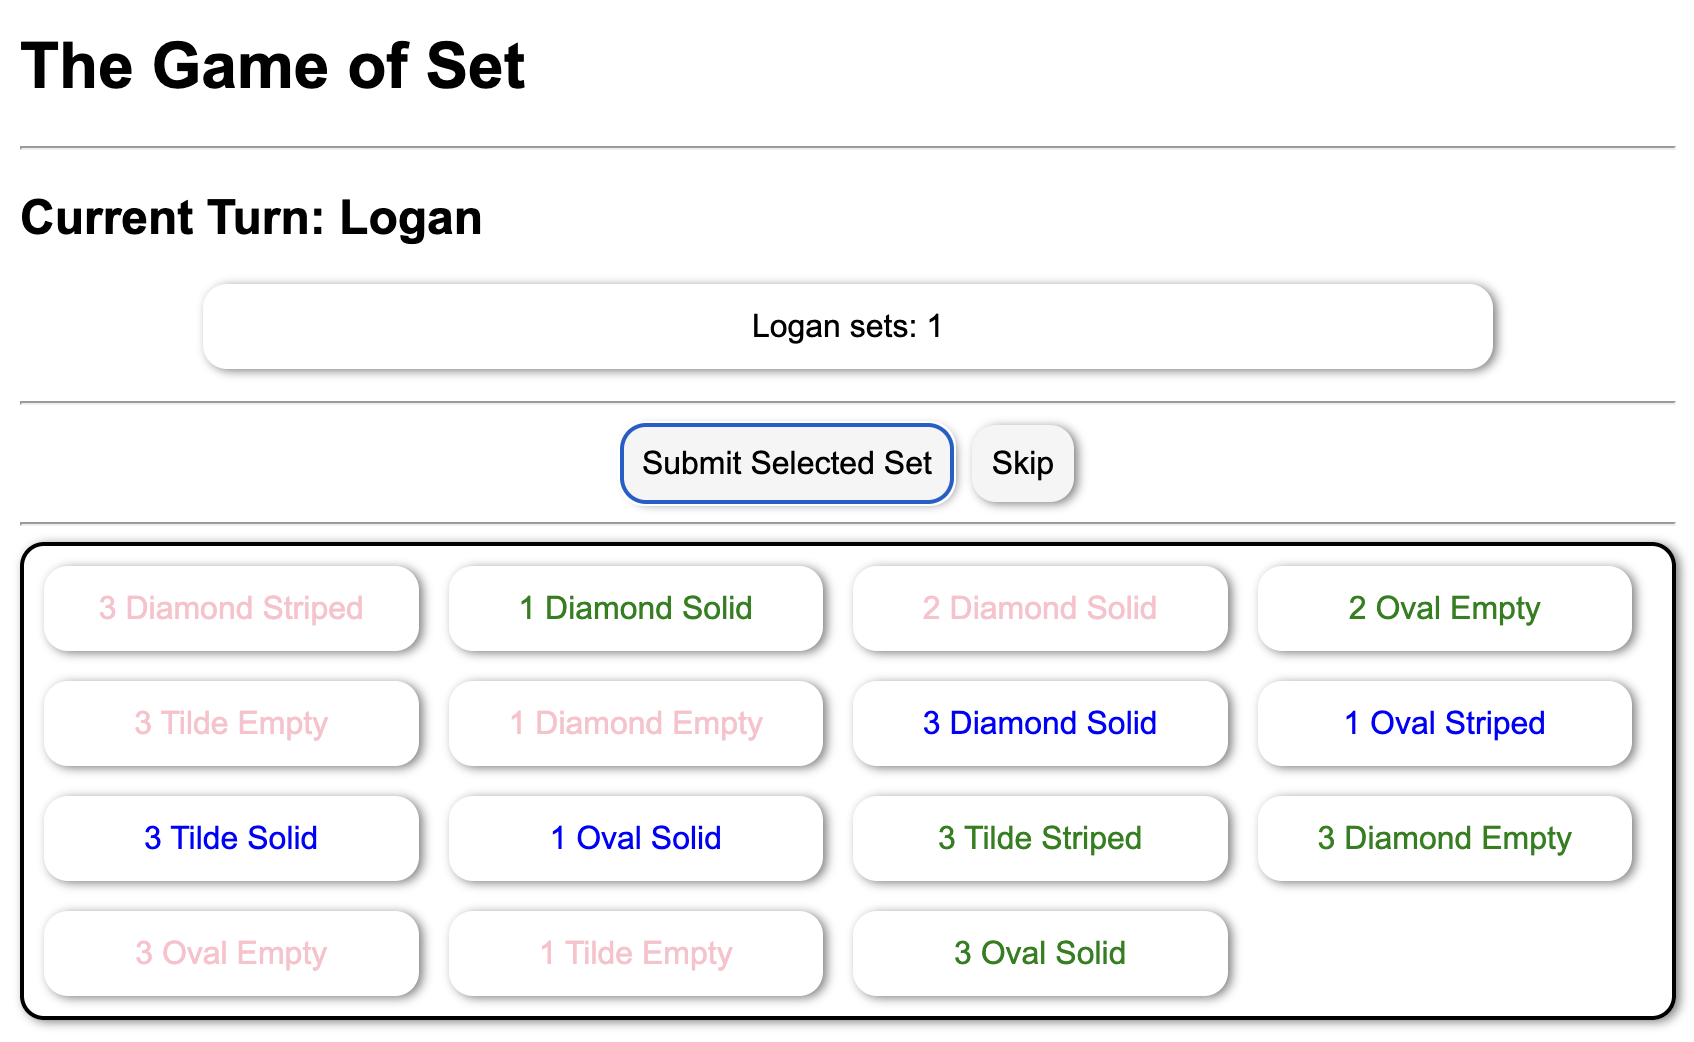 The Game of Set
Current Turn: Logan
Logan sets: 1
Submit Selected Set Skip
3 Diamond Striped 1 Diamond Solid 2 Diamond Solid 2 Oval Empty
3 Tilde Empty 1 Diamond Empty 3 Diamond Solid 1 Oval Striped
3 Tilde Solid 1 Oval Solid 3 Tilde Striped 3 Diamond Empty
3 Oval Empty 1 Tilde Empty 3 Oval Solid